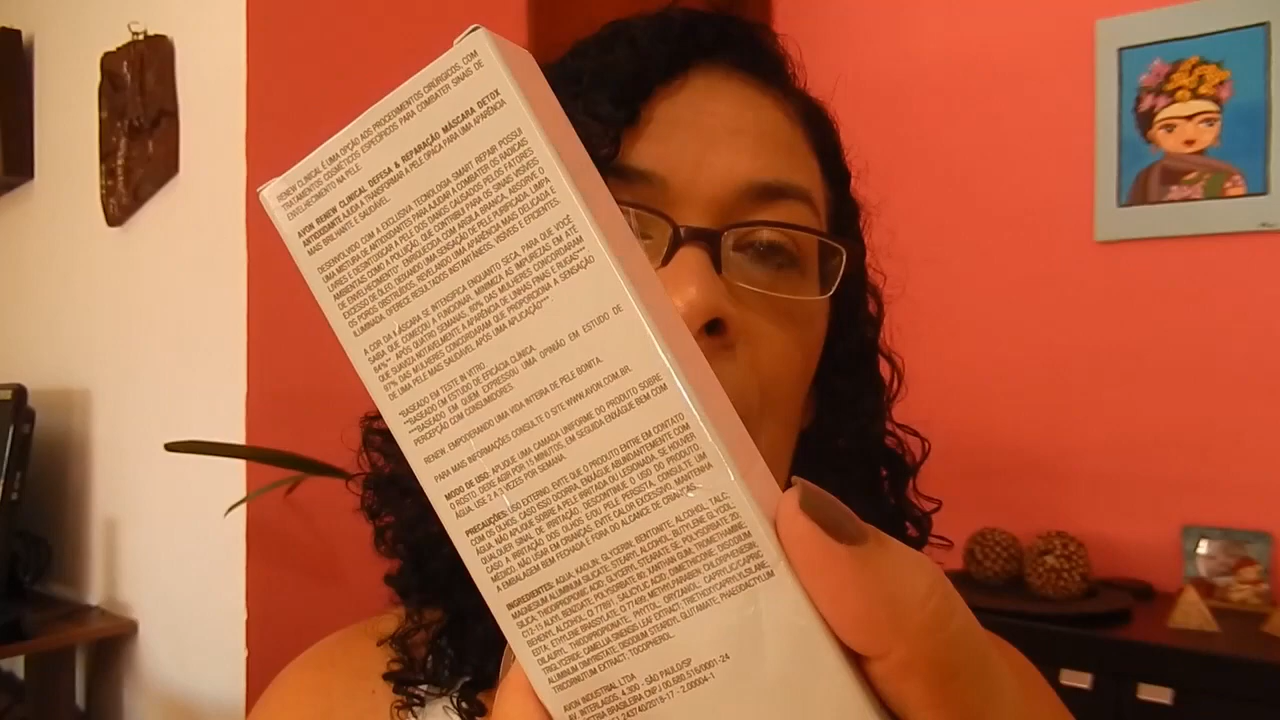 RENEW CLINICAL É UMA OPÇÃO AOS PROCEDIMENTOS CIRÚRGICOS, COM
TRATAMENTOS COSMÉTICOS ESPECÍFICOS PARA COMBATER SINAIS DE
ENVELHECIMENTO NA PELE.
AVON RENEW CLINICAL DEFESA & REPARAÇÃO MÁSCARA DETOX
ANTIOXIDANTE AJUDA A TRANSFORMAR A PELE OPACA PARA UMA APARÊNCIA
MAIS BRILHANTE E SAUDÁVEL.
DESENVOLVIDO COM A EXCLUSIVA TECNOLOGIA SMART REPAIR. POSSUI
UMA MISTURA DE ANTIOXIDANTES PARA AJUDAR A COMBATER OS RADICAIS
LIVRES E DESINTOXICAR A PELE DOS DANOS CAUSADOS PELOS FATORES
AMBIENTAIS COMO A POLUIÇÃO, QUE CONTRIBUI PARA OS SINAIS VISÍVEIS
DE ENVELHECIMENTO*. ENRIQUECIDA COM ARGILA BRANCA, ABSORVE O
EXCESSO DE ÓLEO, DEIXANDO UMA SENSAÇÃO DE PELE PURIFICADA. LIMPA
OS POROS OBSTRUÍDOS, REVELANDO UMA APARÊNCIA MAIS DELICADA E
ILUMINADA. OFERECE RESULTADOS INSTANTÂNEOS, VISÍVEIS E EFICIENTES.
A COR DA MÁSCARA SE INTENSIFICA ENQUANTO SECA, PARA QUE VOCÊ
SAIBA QUE COMEÇOU A FUNCIONAR. MINIMIZA AS IMPUREZAS EM ATÉ
64%**. APÓS QUATRO SEMANAS, 80% DAS MULHERES CONCORDARAM
QUE SUAVIZA NOTAVELMENTE A APARÊNCIA DE LINHAS FINAS E RUGAS***
97% DAS MULHERES CONCORDARAM QUE PROPORCIONA A SENSAÇÃO
DE UMA PELE MAIS SAUDÁVEL APÓS UMA APLICAÇÃO***.
*BASEADO EM TESTE IN VITRO.
**BASEADO EM ESTUDO DE EFICÁCIA CLÍNICA.
***BASEADO EM QUEM EXPRESSOU UMA OPINIÃO EM ESTUDO DE
PERCEPÇÃO COM CONSUMIDORES.
RENEW. EMPODERANDO UMA VIDA INTEIRA DE PELE BONITA.
PARA MAIS INFORMAÇÕES CONSULTE O SITE WWW.AVON.COM.BR.
MODO DE USO: APLIQUE UMA CAMADA UNIFORME DO PRODUTO SOBRE
O ROSTO. DEIXE AGIR POR 15 MINUTOS, EM SEGUIDA ENXÁGUE BEM COM
ÁGUA. USE 2 A 3 VEZES POR SEMANA.
PRECAUÇÕES: USO EXTERNO. EVITE QUE O PRODUTO ENTRE EM CONTATO
COM OS OLHOS. CASO ISSO OCORRA, ENXÁGUE ABUNDANTEMENTE COM
ÁGUA. NÃO APLIQUE SOBRE A PELE IRRITADA OU LESIONADA. SE HOUVER
QUALQUER SINAL DE IRRITAÇÃO, DESCONTINUE O USO DO PRODUTO.
CASO A IRRITAÇÃO DOS OLHOS E/OU PELE PERSISTA, CONSULTE UM
MÉDICO. NÃO USAR EM CRIANÇAS. EVITE CALOR EXCESSIVO. MANTENHA
A EMBALAGEM BEM FECHADA E FORA DO ALCANCE DE CRIANÇAS.
INGREDIENTES: AQUA, KAOLIN, GLYCERIN, BENTONITE, ALCOHOL, TALC;
MAGNESIUM ALUMINUM SILICATE; STEARYL ALCOHOL; BUTYLENE GLYCOL;
SILICA; THIODIPROPIONIC ACID; GLYCERYL STEARATE SE; POLYSORBATE 20;
C12-15 ALKYL BENZOATE; POLYSORBATE 80; XANTHAN GUM; TRIMETHAMINE;
BEHENYL ALCOHOL; CI 77891; SALICYLIC ACID; DIMETHICONE; DISODIUM
EDTA; ETHYLENE BRASSYLATE; CI 77499; METHYLPARABEN; CHLORPHENESIN;
DILAURYL THIODIPROPIONATE; PHYTOL; ORYZANOL; CAPRYLIC/CAPRIC
TRIGLYCERIDE; CAMELLIA SINENSIS LEAF EXTRACT; TRIETHOXYCAPRYLYLSILANE;
ALUMINUM DIMYRISTATE; DISODIUM STEAROYL GLUTAMATE; PHAEODACTYLUM
TRICORNUTUM EXTRACT; TOCOPHEROL.
AVON INDUSTRIAL LTDA
AV. INTERLAGOS, 4.300 - SÃO PAULO/SP
BRASILEIRA CNPJ 00.680.516/0001-24